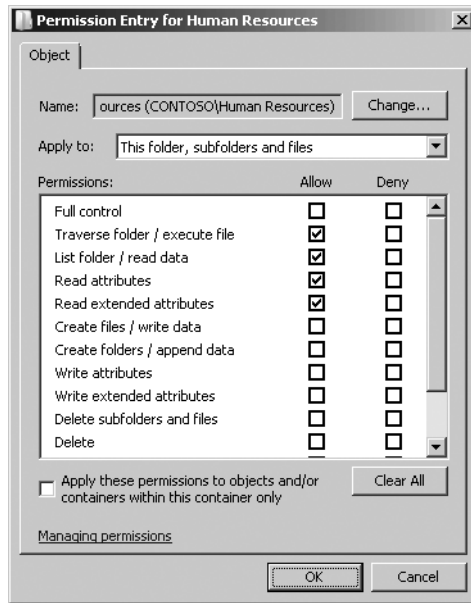 Permission Entry for Human Resources
Object
Name: ources (CONTOSO\Human Resources) Change...
Apply to: This folder, subfolders and files
Permissions: Allow Deny
Full control
Traverse folder / execute file
List folder / read data
Read attributes
Read extended attributes
Create files / write data
Create folders / append data
Write attributes
Write extended attributes
Delete subfolders and files
Delete
Apply these permissions to objects and/or Clear All
containers within this container only
Managing permissions
OK Cancel